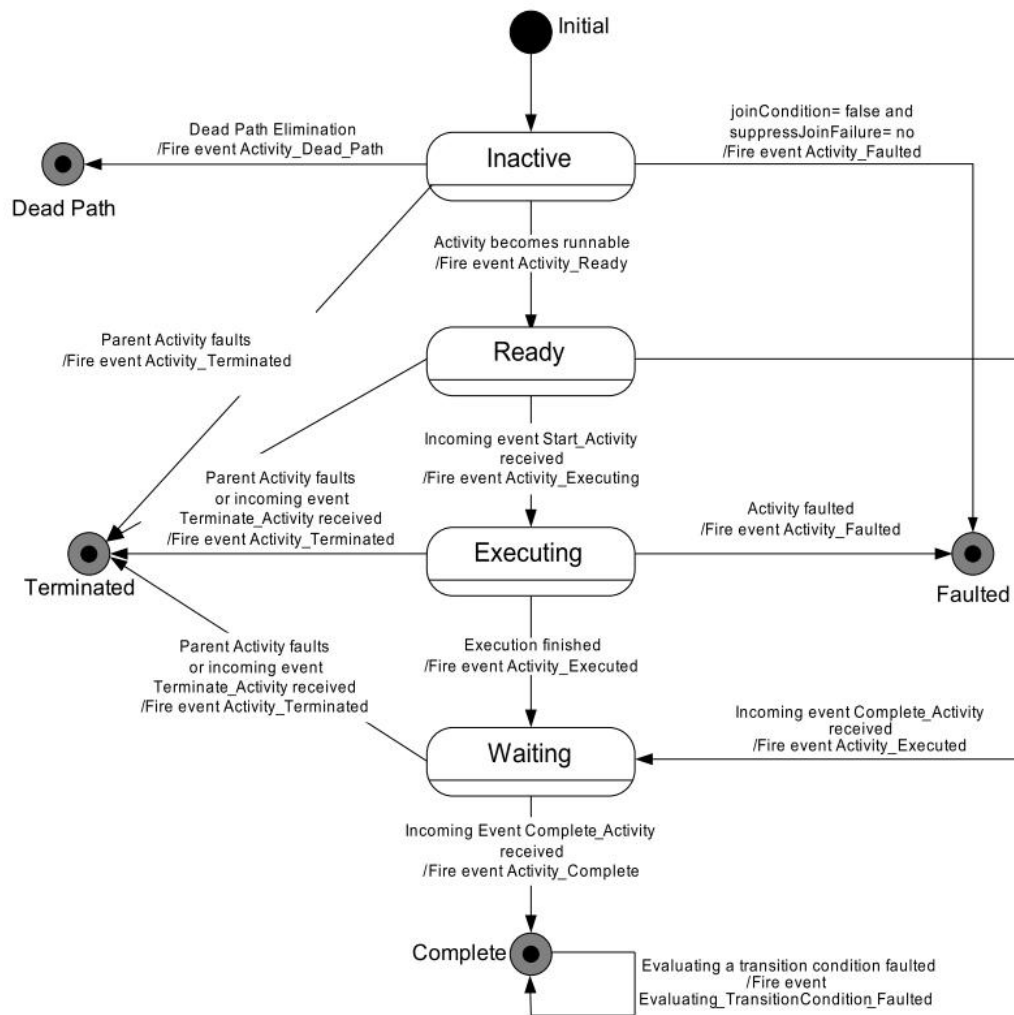 Initial
joinCondition= false and
suppressJoinFailure= no
/Fire event Activity_Faulted
Dead Path Elimination
/Fire event Activity_Dead_Path
Inactive
Dead Path
Activity becomes runnable
/Fire event Activity_Ready
Parent Activity faults
/Fire event Activity_Terminated
Ready
Incoming event Start_Activity
received
/Fire event Activity_Executing
Parent Activity faults
or incoming event
Terminate_Activity received
/Fire event Activity_Terminated
Activity faulted
/Fire event Activity_Faulted
Executing
Terminated
Faulted
Parent Activity faults
or incoming event
Terminate_Activity received
/Fire event Activity_Terminated
Execution finished
/Fire event Activity_Executed
Incoming event Complete_Activity
received
/Fire event Activity_Executed
Waiting
Incoming Event Complete_Activity
received
/Fire event Activity_Complete
Complete
Evaluating a transition condition faulted
/Fire event
Evaluating_TransitionCondition_Faulted